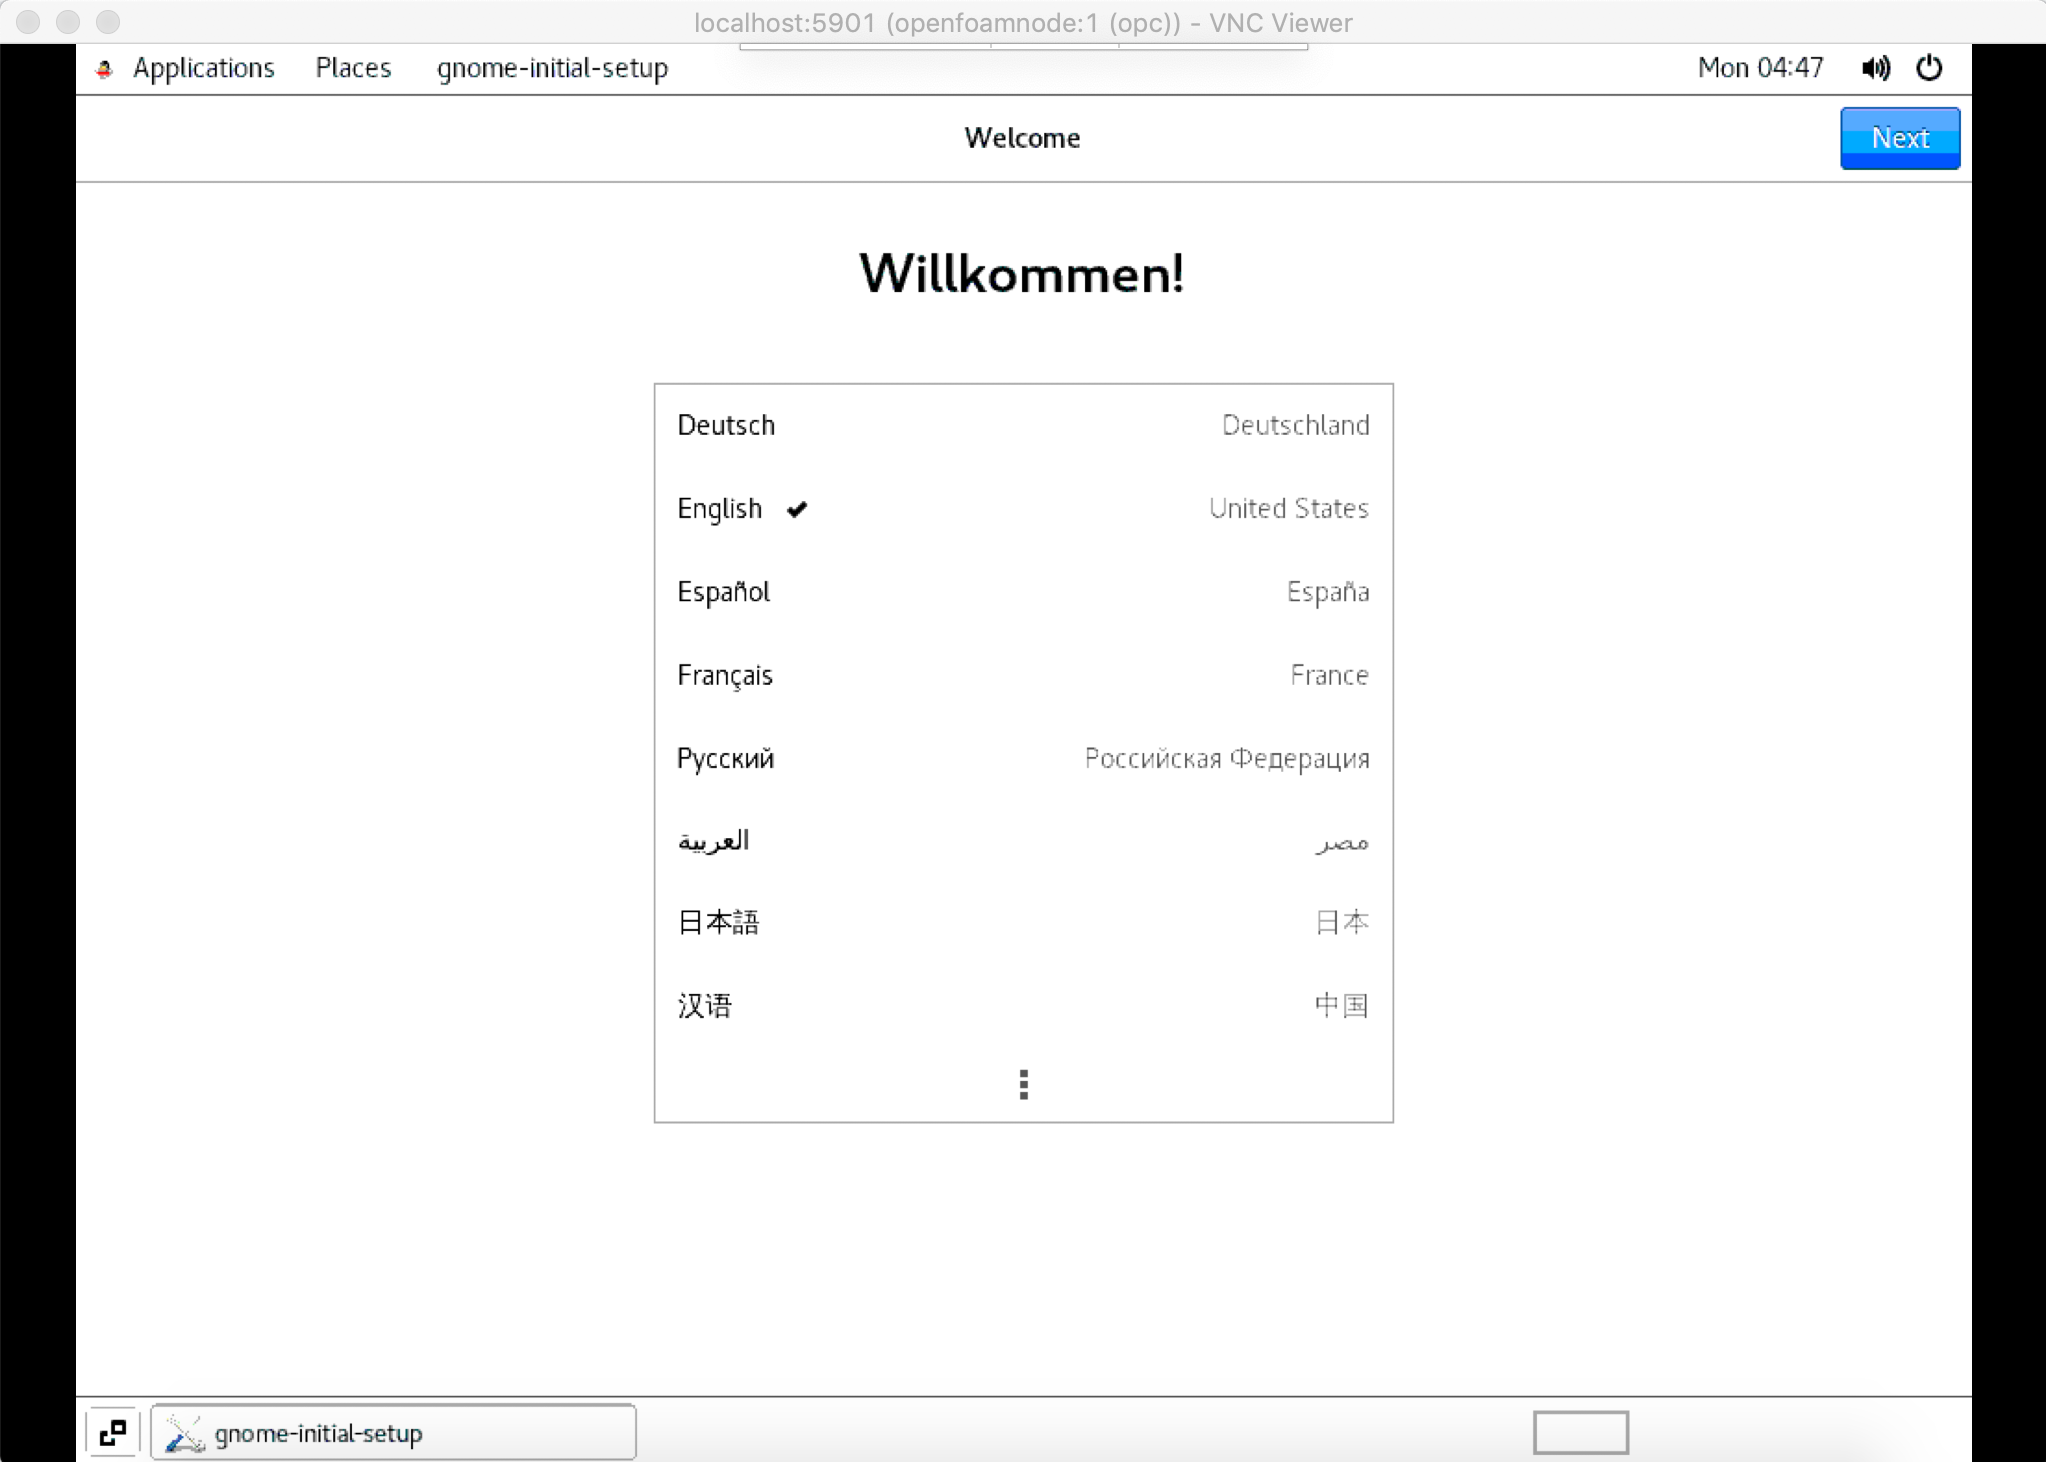 localhost:5901 (openfoamnode:1 (opc)) - VNC Viewer
Applications Places gnome-initial-setup Mon 04:47
Welcome Next
Willkommen!
Deutsch Deutschland
English United States
Español España
Français France
Русский Российская Федерация
العربية مصر
日本語 日本
汉语 中国
gnome-initial-setup